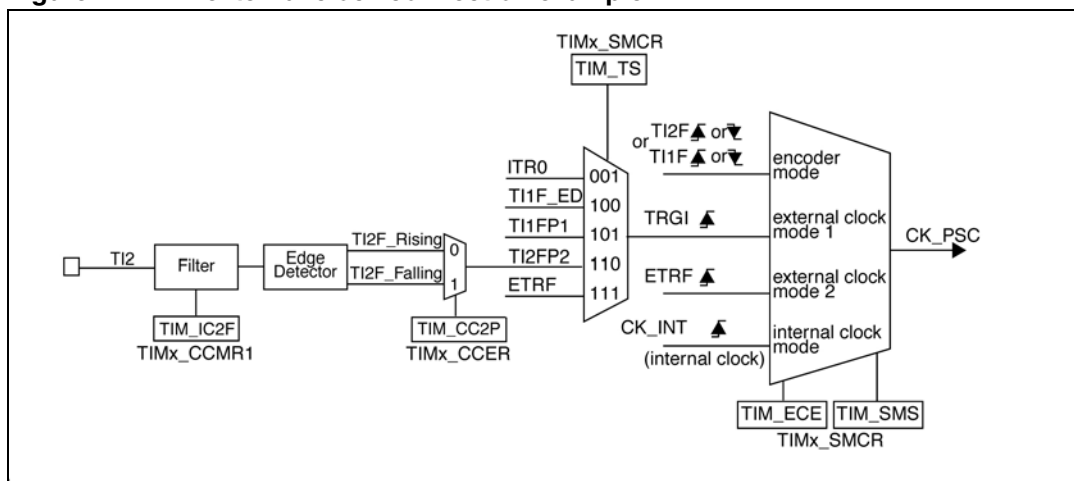 TIMx_SMCR
TIM_TS
or TI2F or
TI1F or
encoder
mode
ITR0
001
TI1F_ED
100
TI1FP1
101
TRGI
external clock
mode 1
CK_PSC
TI2
Filter
Edge
Detector
TI2F_Rising
0
TI2F_Falling
1
TI2FP2
110
ETRF
111
ETRF
external clock
mode 2
CK_INT
(internal clock)
internal clock
mode
TIM_IC2F
TIMx_CCMR1
TIM_CC2P
TIMx_CCER
TIM_ECE
TIM_SMS
TIMx_SMCR